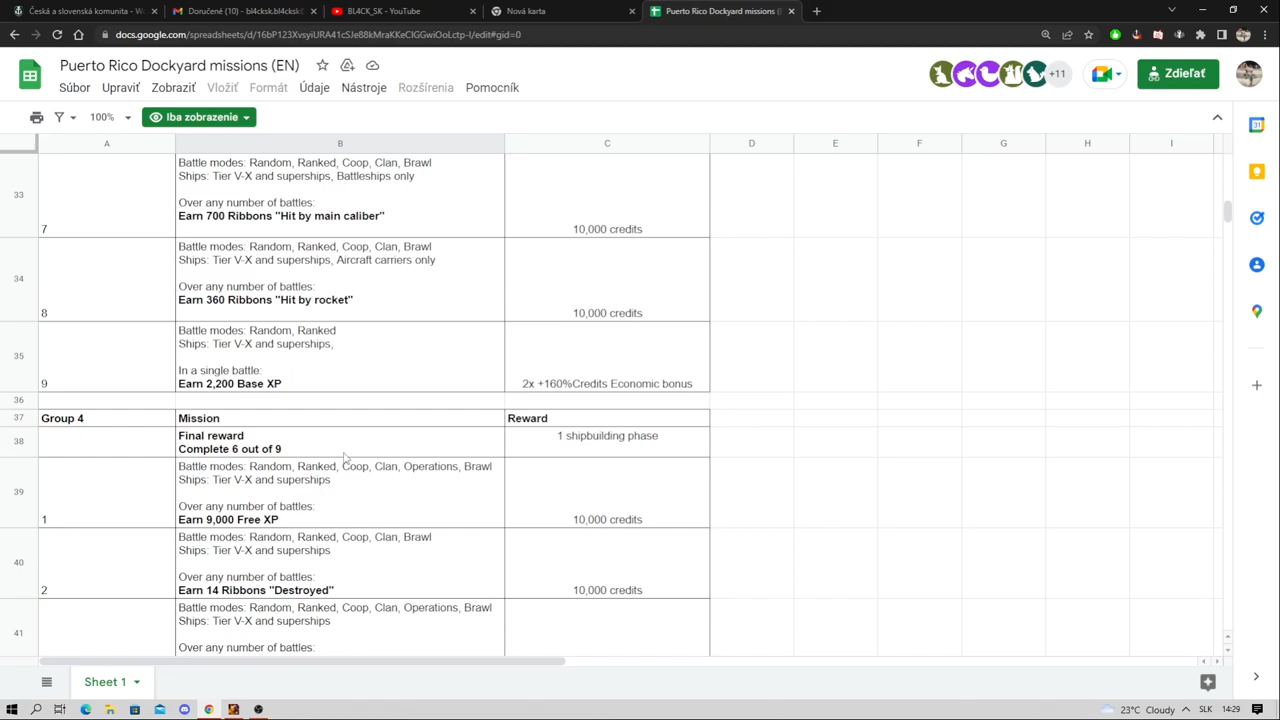 Česká a slovenská komunita - W
Doručené (10) - bl4cksk.bl4cksk@
BL4CK_SK - YouTube
Nová karta
Puerto Rico Dockyard missions (
docs.google.com/spreadsheets/d/
/edit#gid=0
Puerto Rico Dockyard missions (EN)
+11
Zdieľať
Súbor Upraviť Zobraziť Vložiť Formát Údaje Nástroje Rozšírenia Pomocník
100%
Iba zobrazenie
A B C D E F G H I
33
Battle modes: Random, Ranked, Coop, Clan, Brawl
Ships: Tier V-X and superships, Battleships only
Over any number of battles:
Earn 700 Ribbons "Hit by main caliber"
7
10,000 credits
34
Battle modes: Random, Ranked, Coop, Clan, Brawl
Ships: Tier V-X and superships, Aircraft carriers only
Over any number of battles:
Earn 360 Ribbons "Hit by rocket"
8
10,000 credits
35
Battle modes: Random, Ranked
Ships: Tier V-X and superships,
In a single battle:
Earn 2,200 Base XP
9
2x +160%Credits Economic bonus
36
37
Group 4
Mission
Reward
38
Final reward
Complete 6 out of 9
1 shipbuilding phase
39
Battle modes: Random, Ranked, Coop, Clan, Operations, Brawl
Ships: Tier V-X and superships
Over any number of battles:
Earn 9,000 Free XP
1
10,000 credits
40
Battle modes: Random, Ranked, Coop, Clan, Brawl
Ships: Tier V-X and superships
Over any number of battles:
Earn 14 Ribbons "Destroyed"
2
10,000 credits
41
Battle modes: Random, Ranked, Coop, Clan, Operations, Brawl
Ships: Tier V-X and superships
Over any number of battles:
Sheet 1
23°C Cloudy
SLK
14:29